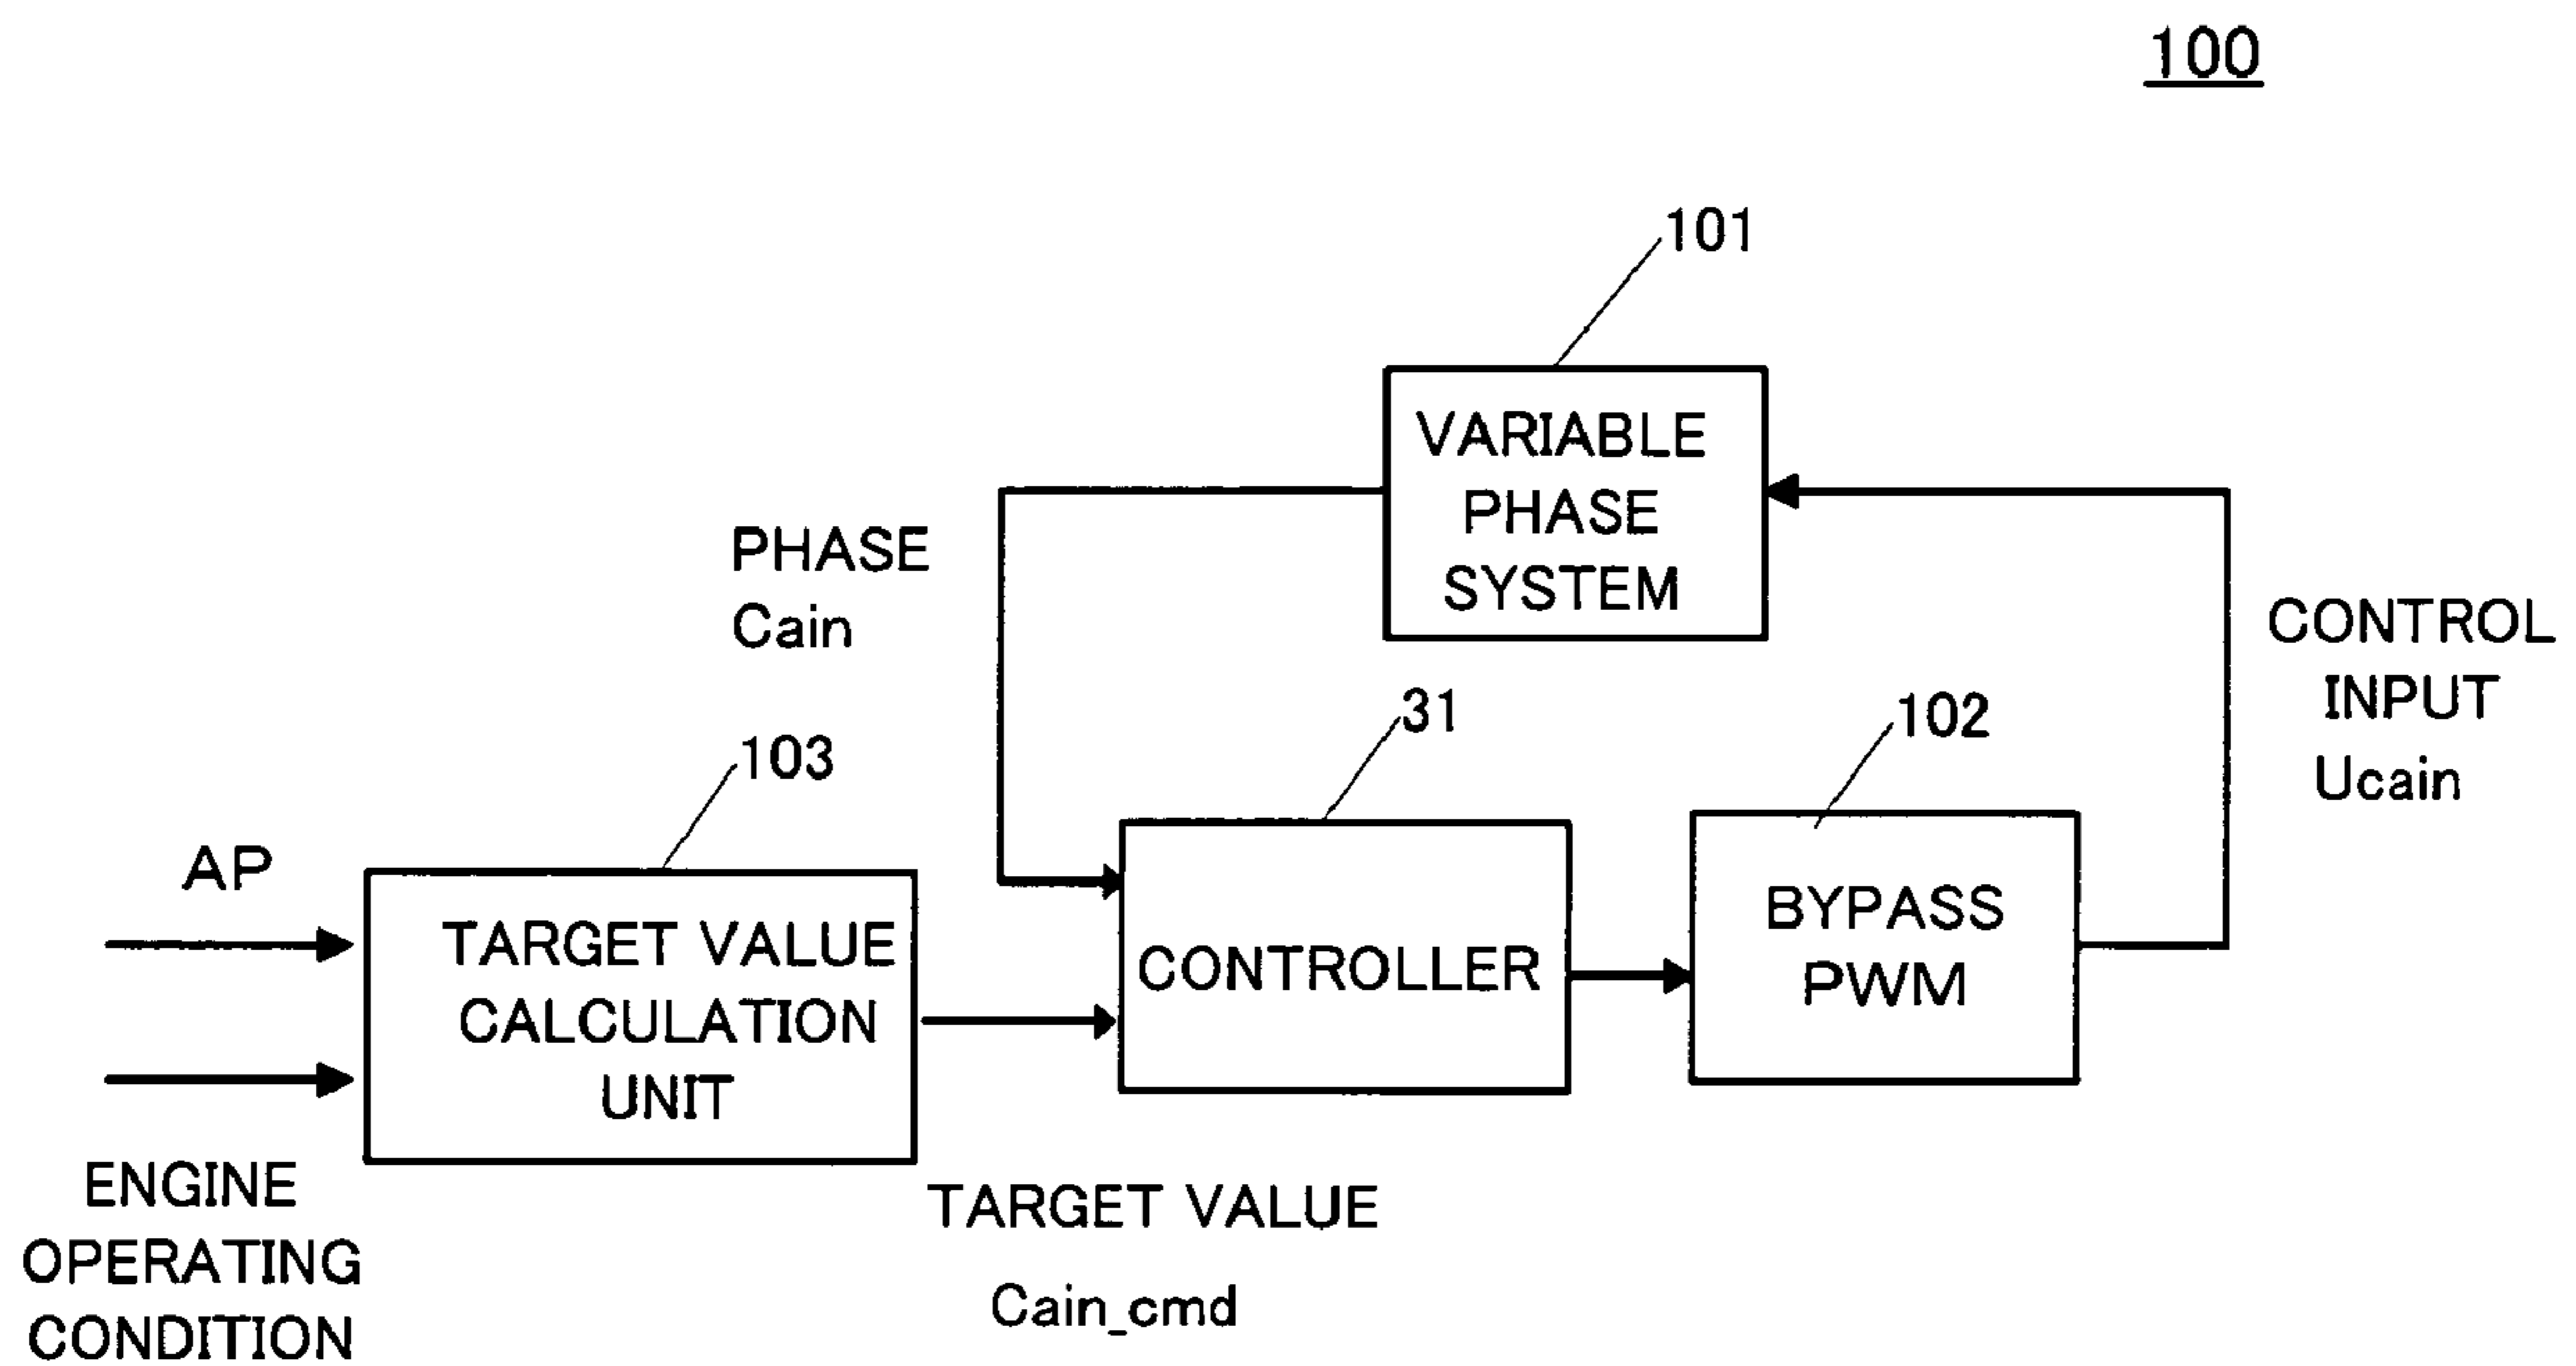 100
101
VARIABLE
PHASE
SYSTEM
PHASE
Cain
CONTROL
INPUT
Ucain
31
102
103
AP
TARGET VALUE
CALCULATION
UNIT
CONTROLLER
BYPASS
PWM
ENGINE
OPERATING
CONDITION
TARGET VALUE
Cain_cmd